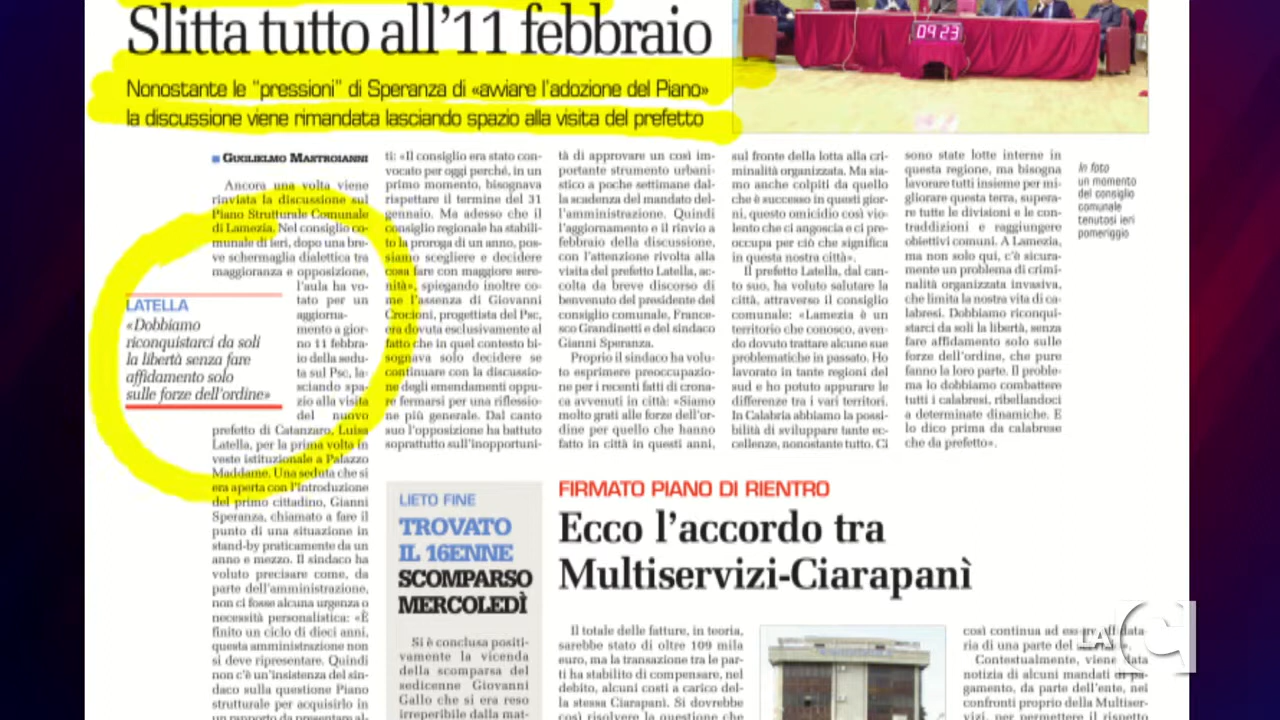 Slitta tutto all'11 febbraio
Nonostante le "pressioni" di Speranza di «avviare l'adozione del Piano»
la discussione viene rimandata lasciando spazio alla visita del prefetto
09 23
GUGLIELMO MASTROIANNI
Ancora una volta viene
rinviata la discussione sul
Piano Strutturale Comunale
di Lamezia. Nel consiglio co-
munale di ieri, dopo una bre-
ve schermaglia dialettica tra
maggioranza e opposizione,
l'aula ha vo-
tato per un
aggiorna-
mento a gior-
no 11 febbra-
io della sedu-
ta sul Psc, la-
sciando spa-
zio alla visita
del nuovo
prefetto di Catanzaro, Luisa
Latella, per la prima volta in
veste istituzionale a Palazzo
Maddame. Una seduta che si
era aperta con l'introduzione
del primo cittadino, Gianni
Speranza, chiamato a fare il
punto di una situazione in
stand-by praticamente da un
anno e mezzo. Il sindaco ha
voluto precisare come, da
parte dell'amministrazione,
non ci fosse alcuna urgenza o
necessità personalistica: «È
finito un ciclo di dieci anni,
questa amministrazione non
si deve ripresentare. Quindi
non c'è un'insistenza del sin-
daco sulla questione Piano
strutturale per acquisirlo in
un rapporto da presentare al-
LATELLA
«Dobbiamo
riconquistarci da soli
la libertà senza fare
affidamento solo
sulle forze dell'ordine»
ti: «Il consiglio era stato con-
vocato per oggi perché, in un
primo momento, bisognava
rispettare il termine del 31
gennaio. Ma adesso che il
consiglio regionale ha stabili-
to la proroga di un anno, pos-
siamo scegliere e decidere
cosa fare con maggiore sere-
nità», spiegando inoltre co-
me l'assenza di Giovanni
Crocioni, progettista del Psc,
era dovuta esclusivamente al
fatto che in quel contesto bi-
sognava solo decidere se
continuare con la discussio-
ne degli emendamenti oppu-
re fermarsi per una riflessio-
ne più generale. Dal canto
suo l'opposizione ha battuto
soprattutto sull'inopportuni-
tà di approvare un così im-
portante strumento urbani-
stico a poche settimane dal-
la scadenza del mandato del-
l'amministrazione. Quindi
l'aggiornamento e il rinvio a
febbraio della discussione,
con l'attenzione rivolta alla
visita del prefetto Latella, ac-
colta da breve discorso di
benvenuto del presidente del
consiglio comunale, France-
sco Grandinetti e del sindaco
Gianni Speranza.
Proprio il sindaco ha volu-
to esprimere preoccupazio-
ne per i recenti fatti di crona-
ca avvenuti in città: «Siamo
molto grati alle forze dell'or-
dine per quello che hanno
fatto in città in questi anni,
sul fronte della lotta alla cri-
minalità organizzata. Ma sia-
mo anche colpiti da quello
che è successo in questi gior-
ni, questo omicidio così vio-
lento che ci angoscia e ci pre-
occupa per ciò che significa
in questa nostra città».
Il prefetto Latella, dal can-
to suo, ha voluto salutare la
città, attraverso il consiglio
comunale: «Lamezia è un
territorio che conosco, aven-
do dovuto trattare alcune sue
problematiche in passato. Ho
lavorato in tante regioni del
sud e ho potuto appurare le
differenze tra i vari territori.
In Calabria abbiamo la possi-
bilità di sviluppare tante ec-
cellenze, nonostante tutto. Ci
sono state lotte interne in
questa regione, ma bisogna
lavorare tutti insieme per mi-
gliorare questa terra, supera-
re tutte le divisioni e le con-
traddizioni e raggiungere
obiettivi comuni. A Lamezia,
ma non solo qui, c'è sicura-
mente un problema di crimi-
nalità organizzata invasiva,
che limita la nostra vita di ca-
labresi. Dobbiamo riconqui-
starci da soli la libertà, senza
fare affidamento solo sulle
forze dell'ordine, che pure
fanno la loro parte. Il proble-
ma lo dobbiamo combattere
tutti i calabresi, ribellandoci
a determinate dinamiche. E
lo dico prima da calabrese
che da prefetto».
In foto
un momento
del consiglio
comunale
tenutosi ieri
pomeriggio
LIETO FINE
TROVATO
IL 16ENNE
SCOMPARSO
MERCOLEDÌ
Si è conclusa positi-
vamente la vicenda
della scomparsa del
sedicenne Giovanni
Gallo che si era reso
irreperibile dalla mat-
FIRMATO PIANO DI RIENTRO
Ecco l'accordo tra
Multiservizi-Ciarapanì
Il totale delle fatture, in teoria,
sarebbe stato di oltre 109 mila
euro, ma la transazione tra le par-
ti ha stabilito di compensare, nel
debito, alcuni costi a carico del-
la stessa Ciarapanì. Si dovrebbe
così risolvere la questione che
così continua ad
ria di una parte del
Contestualmente, viene data
notizia di alcuni mandati di pa-
gamento, da parte dell'ente, nei
confronti proprio della Multiser-
vizi, per permettere il rispetto
LA C